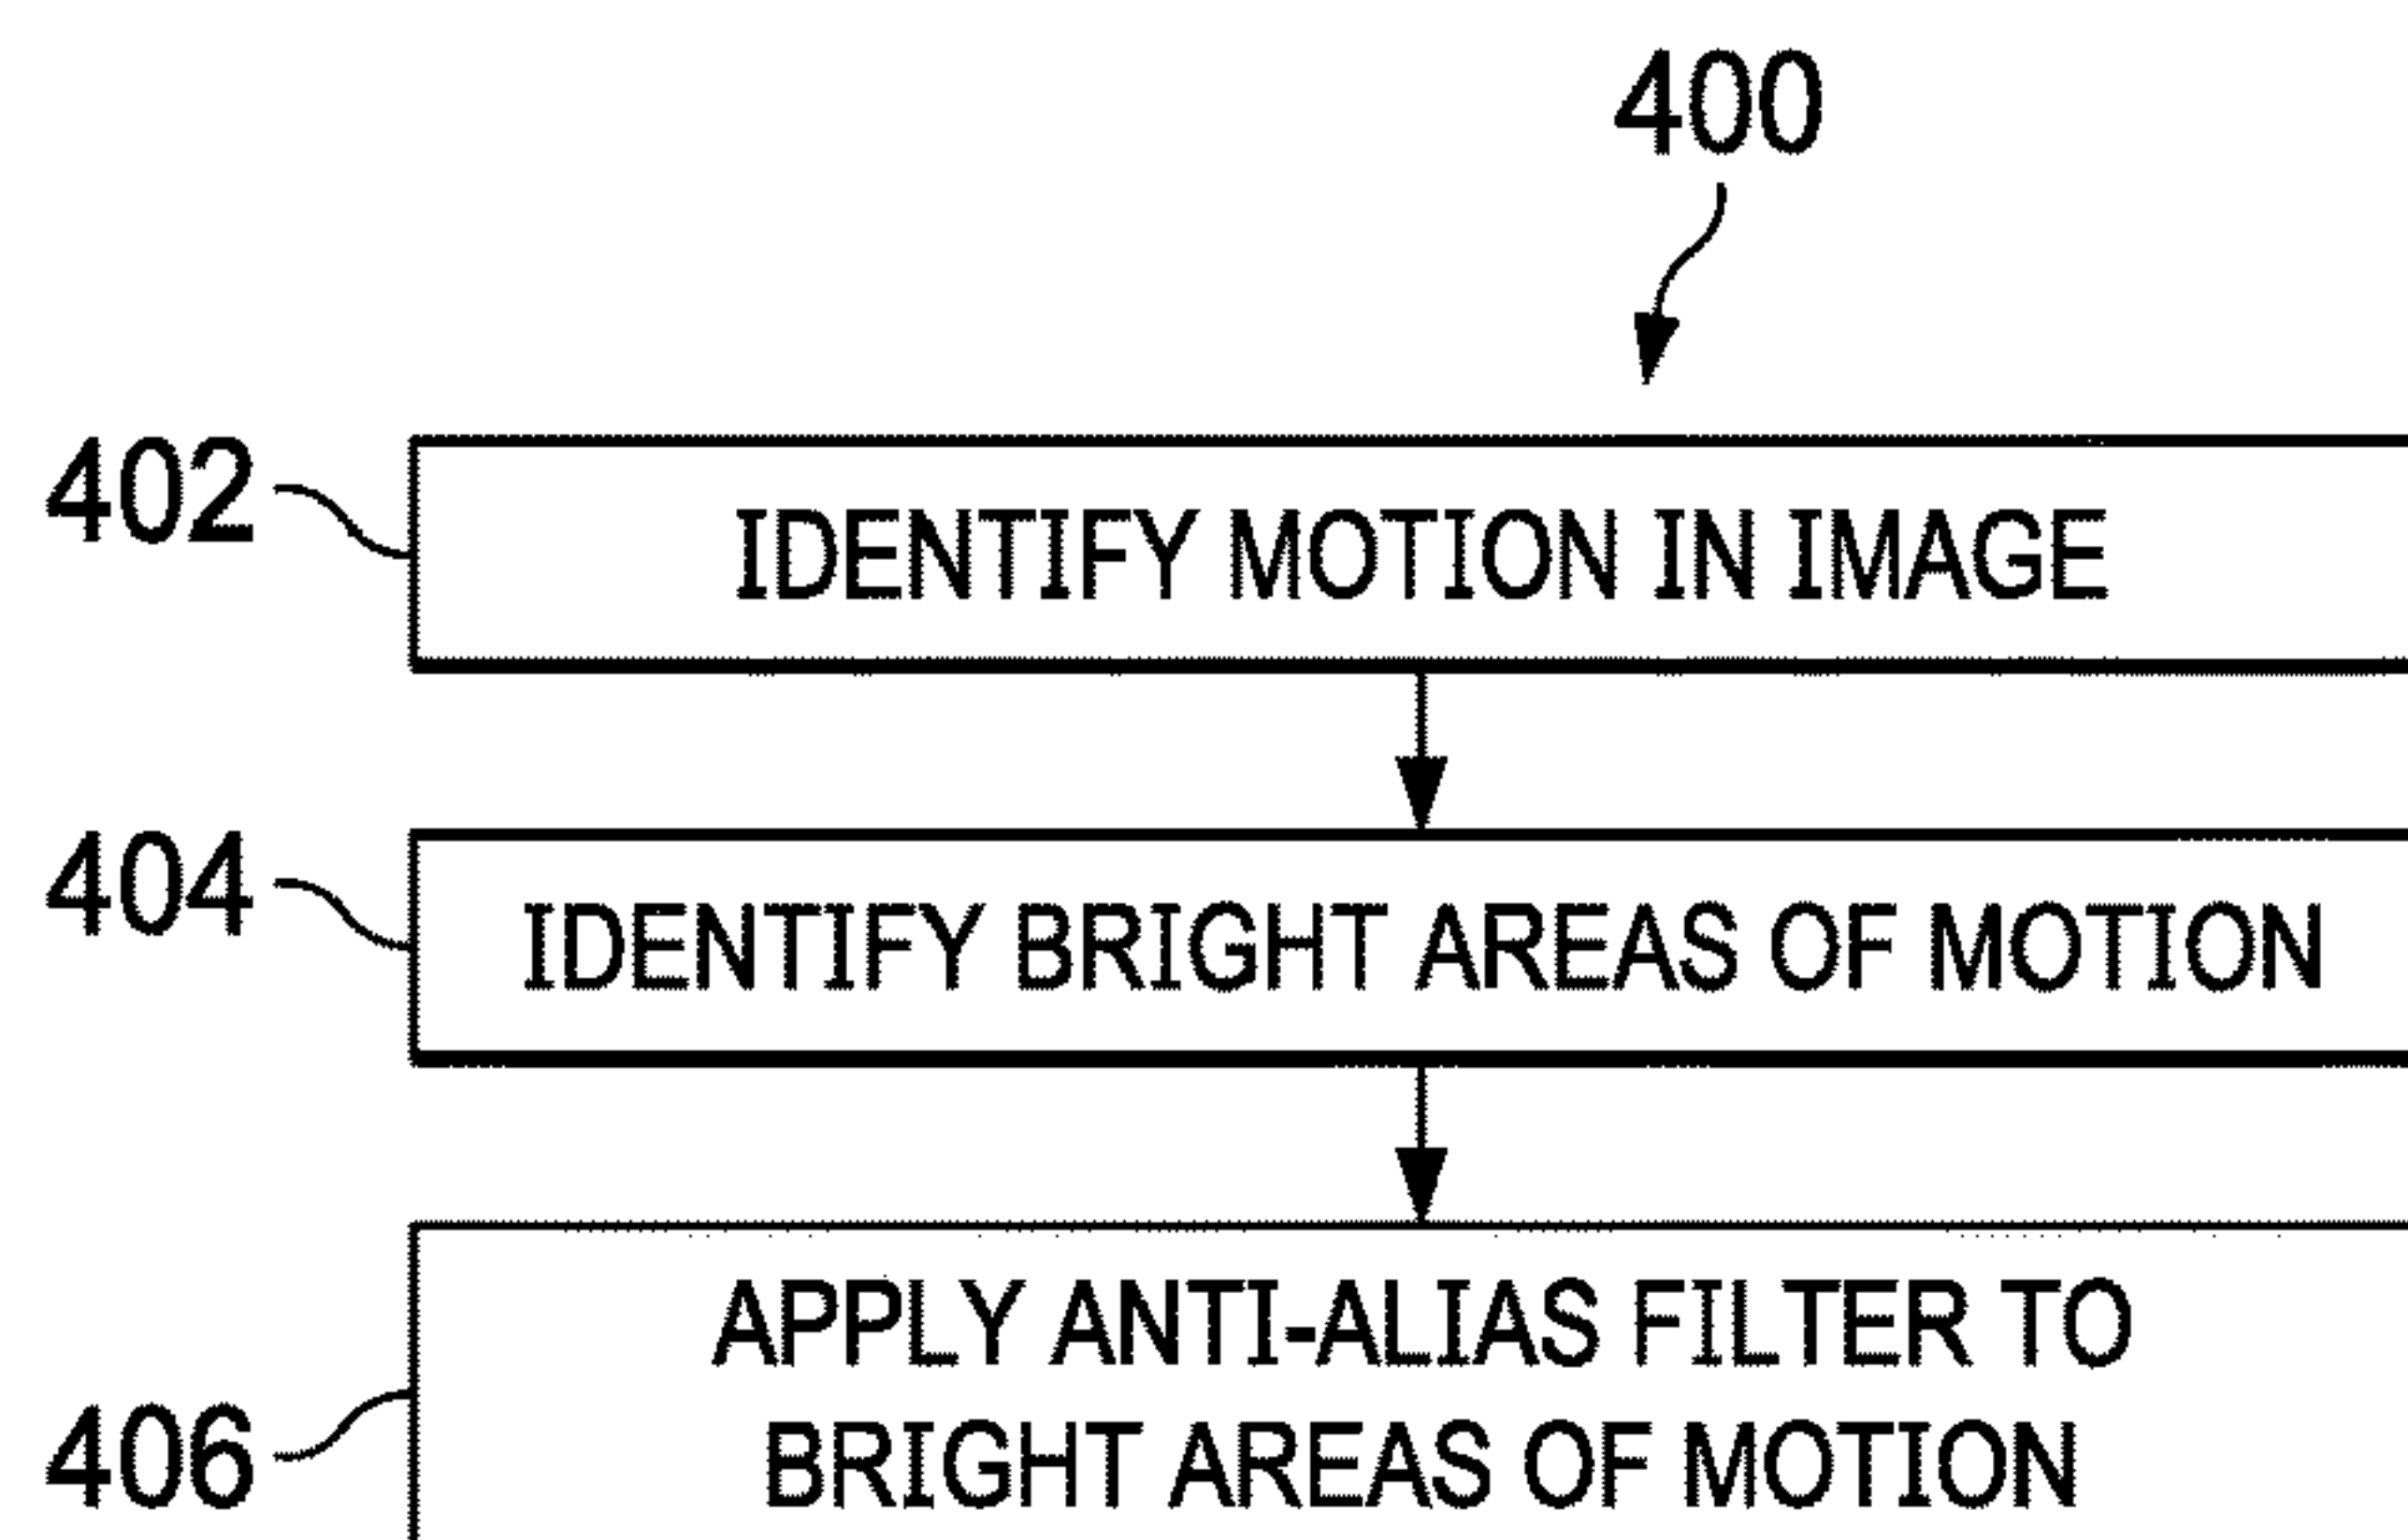 400
402
IDENTIFY MOTION IN IMAGE
404
IDENTIFY BRIGHT AREAS OF MOTION
406
APPLY ANTI-ALIAS FILTER TO
BRIGHT AREAS OF MOTION